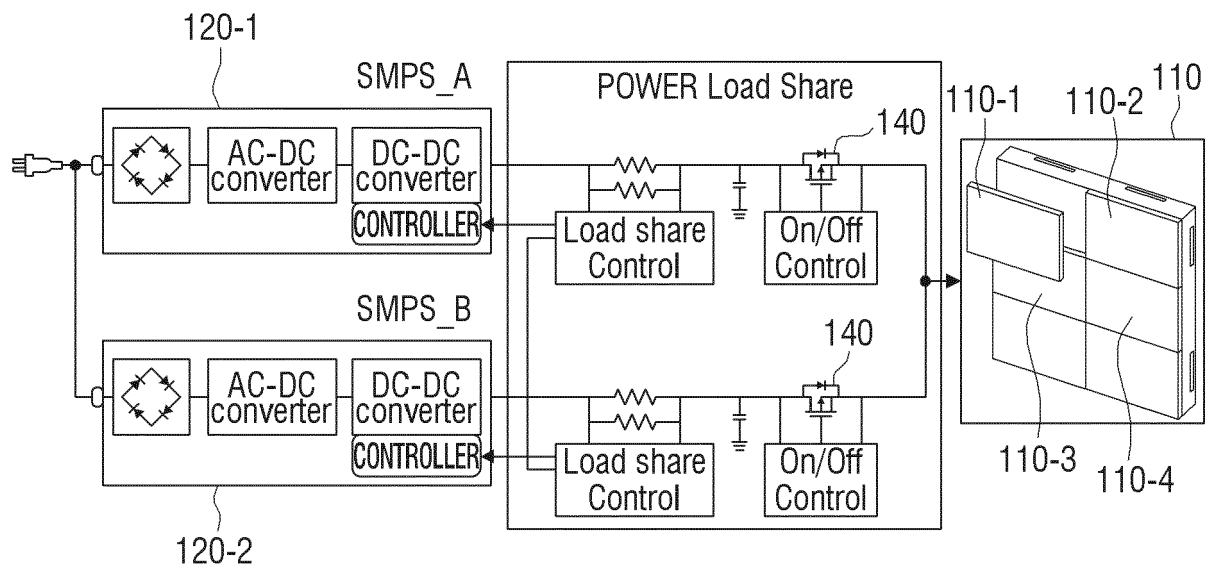 120-1
SMPS_A
POWER Load Share
110
110-1
110-2
140
AC-DC
converter
DC-DC
converter
CONTROLLER
Load share
Control
On/Off
Control
SMPS_B
140
AC-DC
converter
DC-DC
converter
CONTROLLER
Load share
Control
On/Off
Control
110-3
110-4
120-2